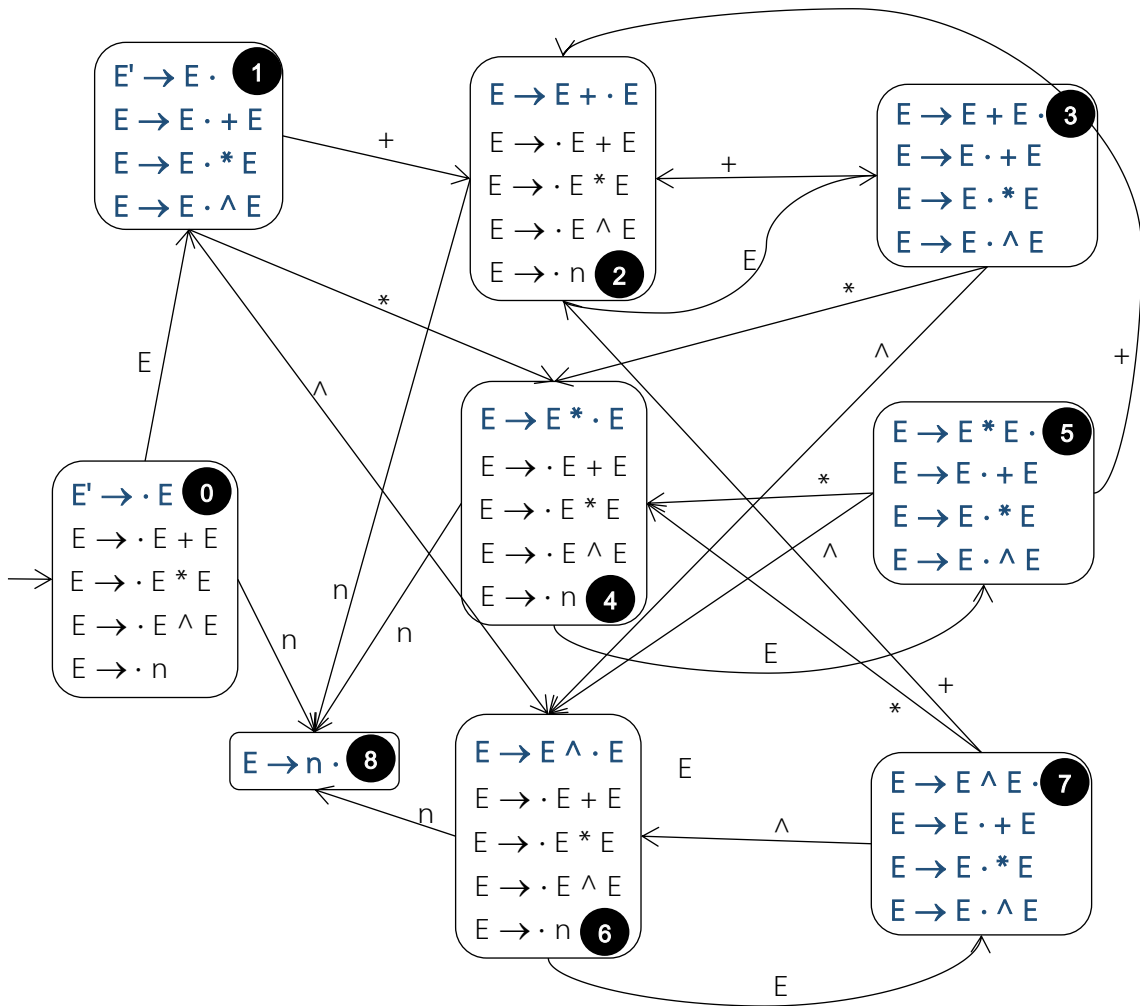 E' → E ·
1
E → E · + E
E → E · * E
E → E · ^ E
+
E → E + · E
E → · E + E
E → · E * E
E → · E ^ E
E → · n
2
+
E
E → E + E ·
3
E → E · + E
E → E · * E
E → E · ^ E
*
*
^
^
E
+
E' → · E
0
E → · E + E
E → · E * E
E → · E ^ E
E → · n
n
n
n
E → E * · E
E → · E + E
E → · E * E
E → · E ^ E
E → · n
4
*
^
E
E → E * E ·
5
E → E · + E
E → E · * E
E → E · ^ E
+
*
E → n ·
8
n
E → E ^ · E
E → · E + E
E → · E * E
E → · E ^ E
E → · n
6
E
^
E
E → E ^ E ·
7
E → E · + E
E → E · * E
E → E · ^ E